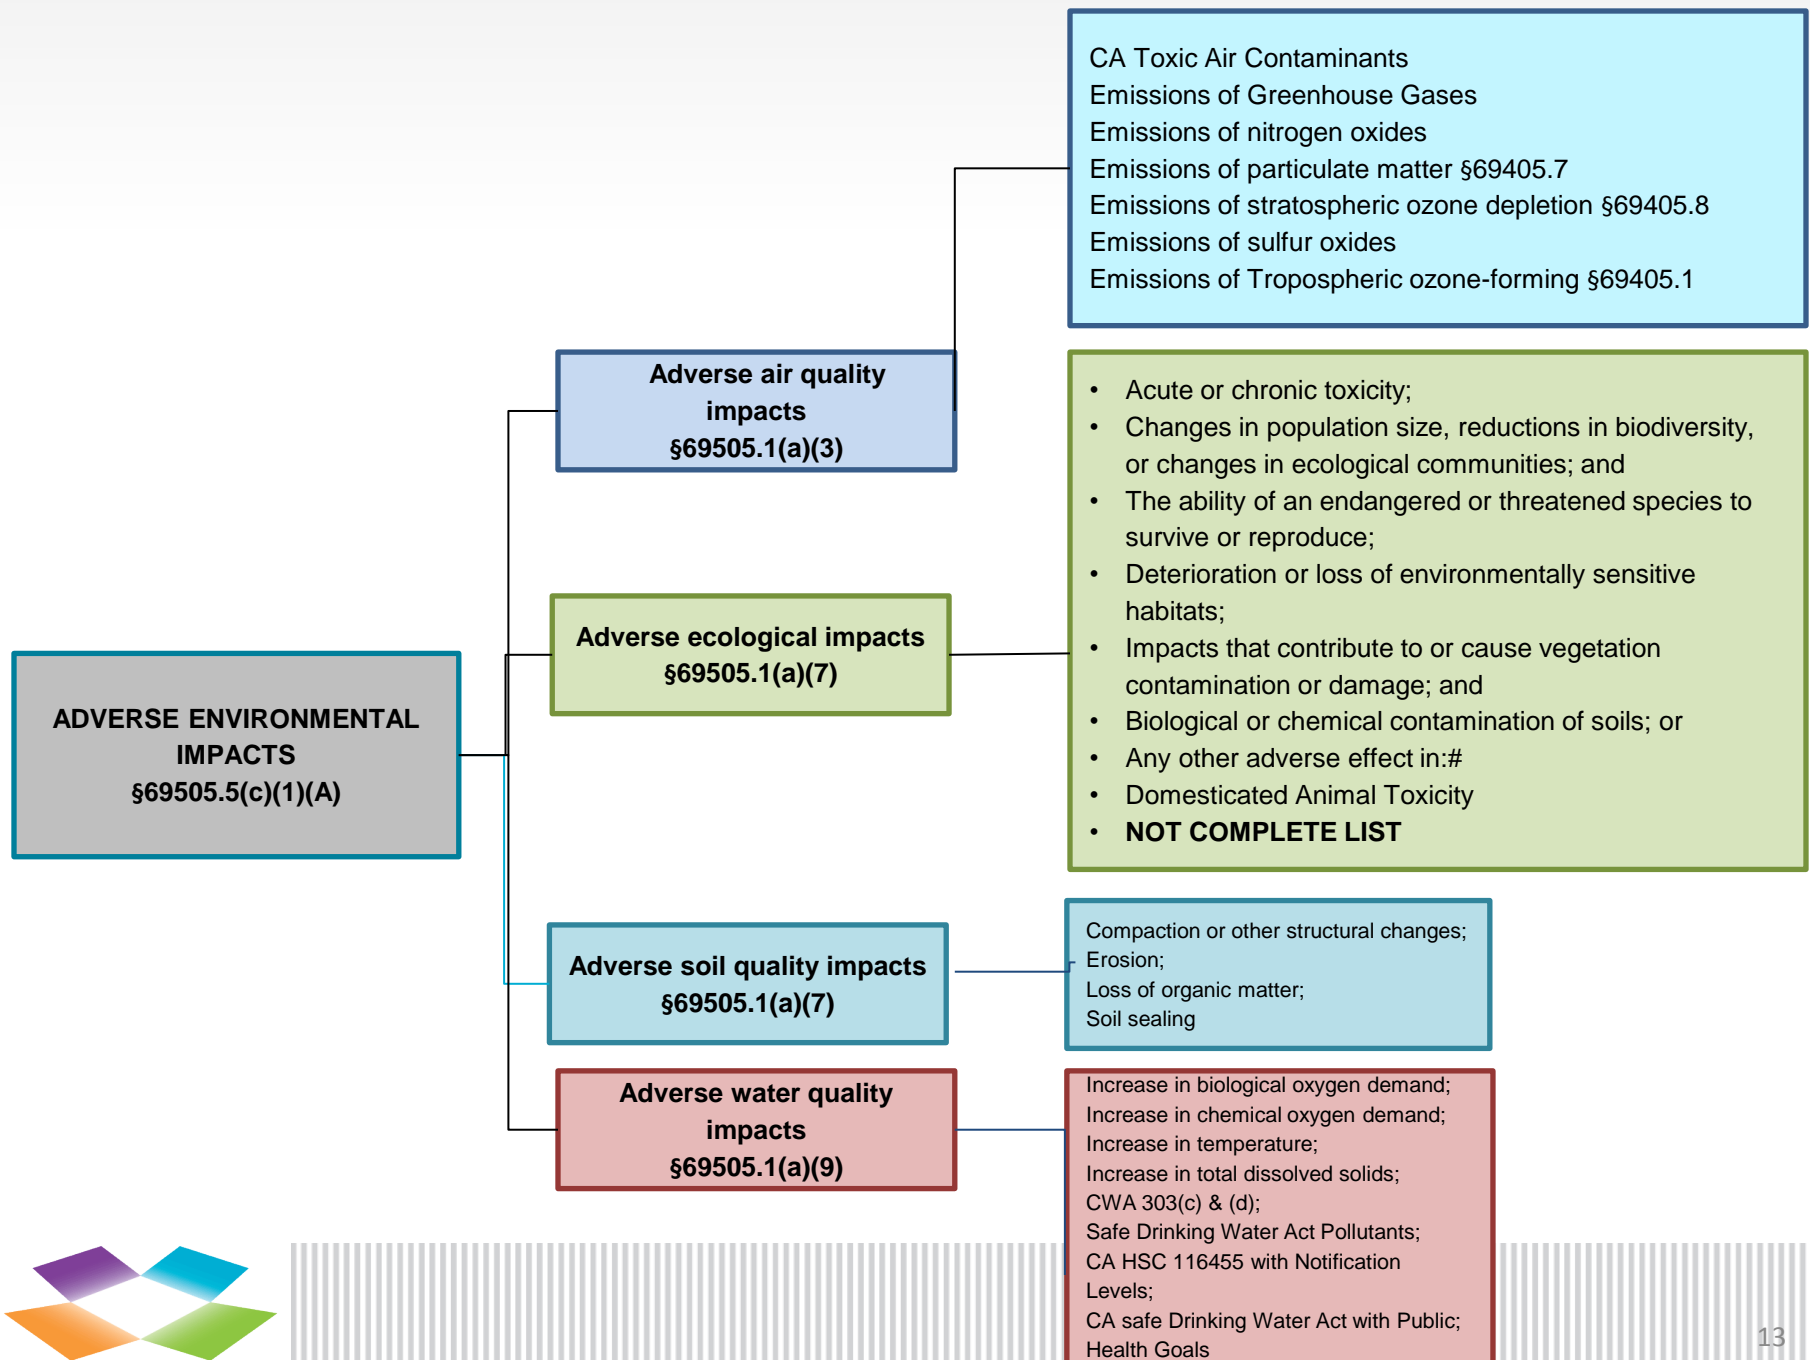 CA Toxic Air Contaminants
Emissions of Greenhouse Gases
Emissions of nitrogen oxides
Emissions of particulate matter §69405.7
Emissions of stratospheric ozone depletion §69405.8
Emissions of sulfur oxides
Emissions of Tropospheric ozone-forming §69405.1
Adverse air quality
impacts
§69505.1(a)(3)
• Acute or chronic toxicity;
• Changes in population size, reductions in biodiversity,
or changes in ecological communities; and
• The ability of an endangered or threatened species to
survive or reproduce;
• Deterioration or loss of environmentally sensitive
habitats;
• Impacts that contribute to or cause vegetation
contamination or damage; and
• Biological or chemical contamination of soils; or
• Any other adverse effect in:#
• Domesticated Animal Toxicity
• NOT COMPLETE LIST
Adverse ecological impacts
§69505.1(a)(7)
ADVERSE ENVIRONMENTAL
IMPACTS
§69505.5(c)(1)(A)
Adverse soil quality impacts
§69505.1(a)(7)
Compaction or other structural changes;
Erosion;
Loss of organic matter;
Soil sealing
Adverse water quality
impacts
§69505.1(a)(9)
Increase in biological oxygen demand;
Increase in chemical oxygen demand;
Increase in temperature;
Increase in total dissolved solids;
CWA 303(c) & (d);
Safe Drinking Water Act Pollutants;
CA HSC 116455 with Notification
Levels;
CA safe Drinking Water Act with Public;
Health Goals
13